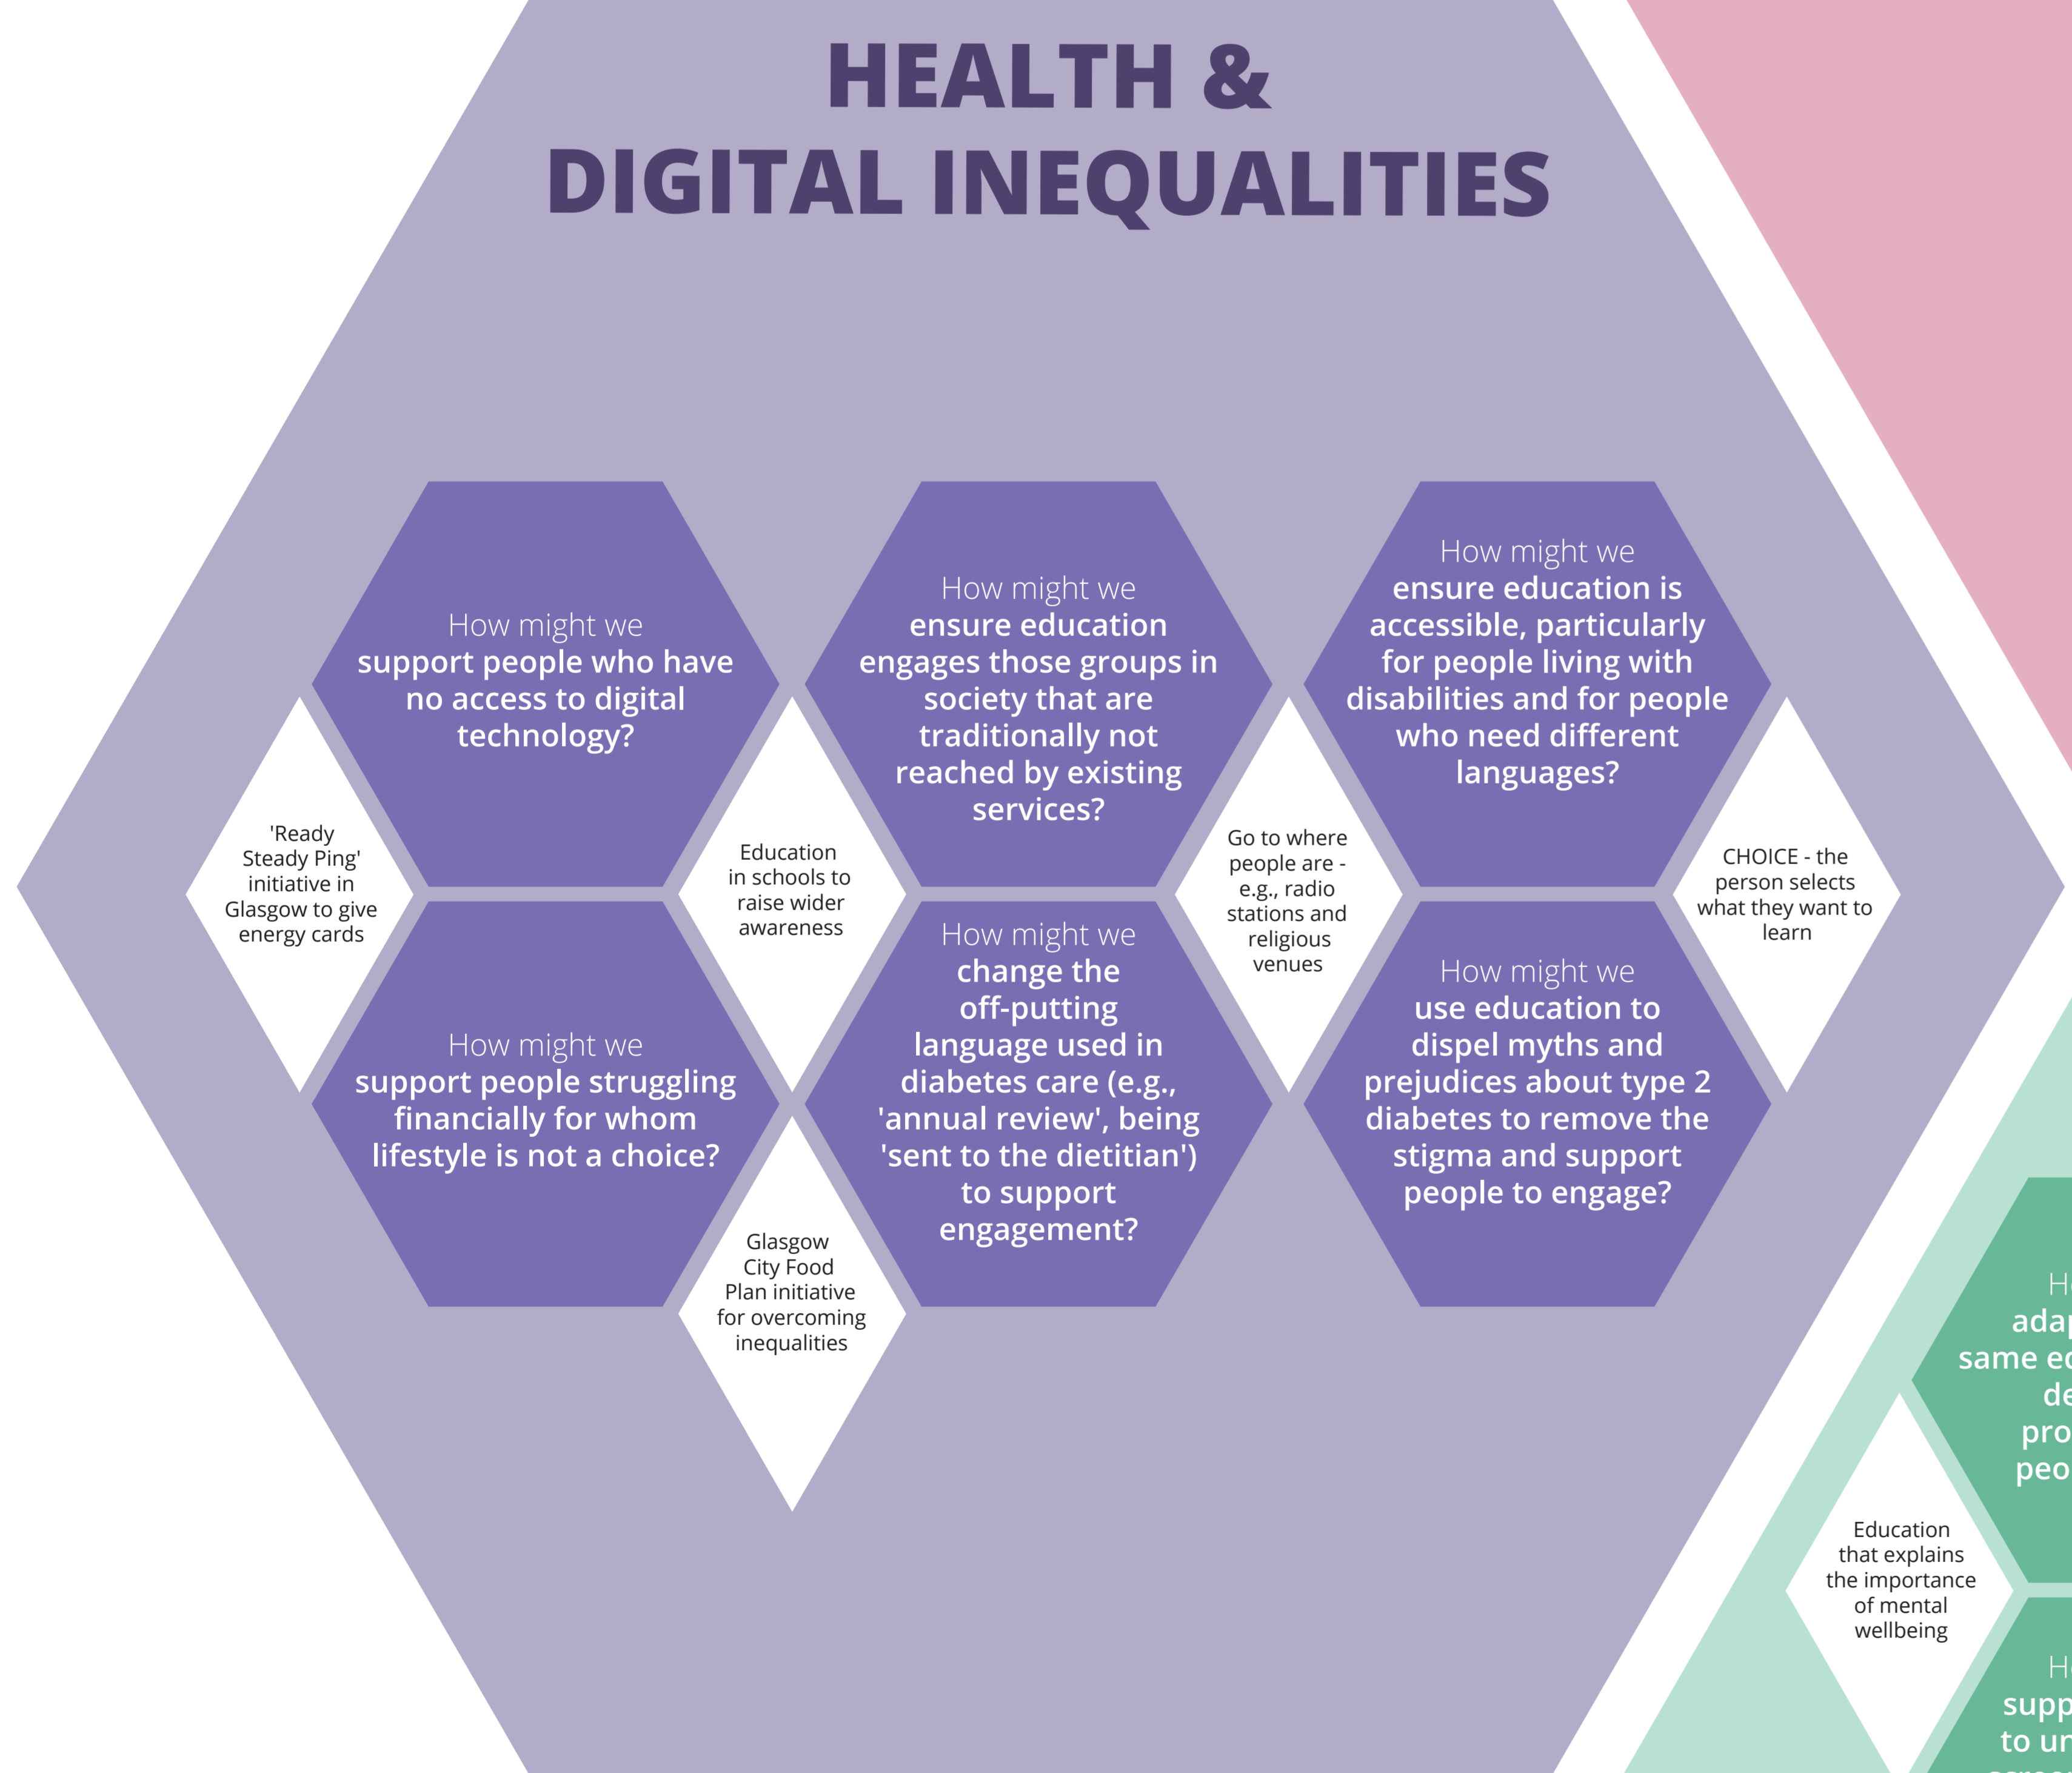 HEALTH &
DIGITAL INEQUALITIES
How might we
support people who have
no access to digital
technology?
How might we
ensure education
engages those groups in
society that are
traditionally not
reached by existing
services?
How might we
ensure education is
accessible, particularly
for people living with
disabilities and for people
who need different
languages?
'Ready
Steady Ping'
initiative in
Glasgow to give
energy cards
Education
in schools to
raise wider
awareness
Go to where
people are -
e.g., radio
stations and
religious
venues
CHOICE - the
person selects
what they want to
learn
How might we
support people struggling
financially for whom
lifestyle is not a choice?
How might we
change the
off-putting
language used in
diabetes care (e.g.,
'annual review', being
'sent to the dietitian')
to support
engagement?
How might we
use education to
dispel myths and
prejudices about type 2
diabetes to remove the
stigma and support
people to engage?
Glasgow
City Food
Plan initiative
for overcoming
inequalities
same
Education
that explains
the importance
of mental
wellbeing
to